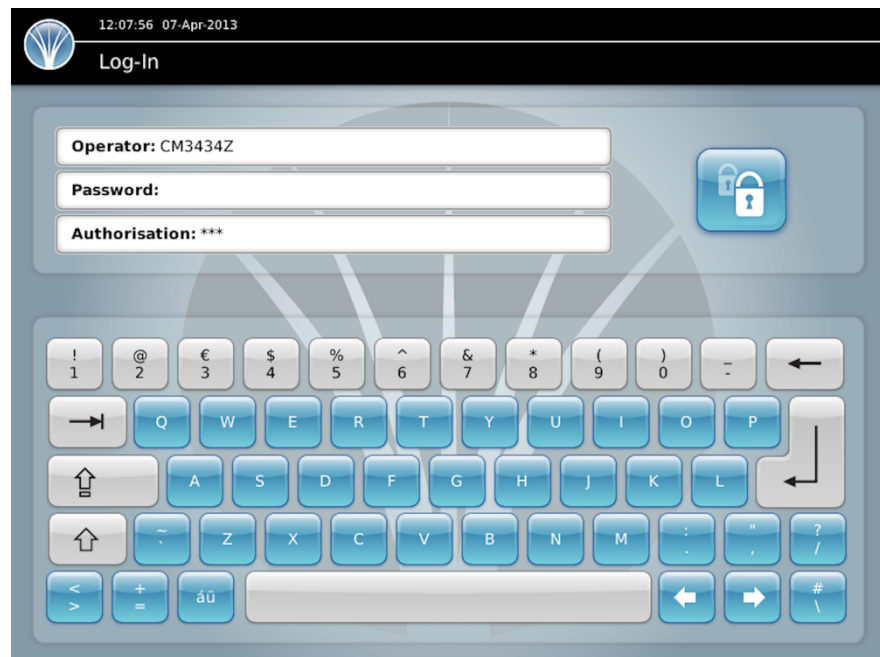 12:07:56 07-Apr-2013
Log-In
Operator: CM3434Z
Password:
Authorisation: ***
! @ € $ % ^ & * ( ) _
1 2 3 4 5 6 7 8 9 0 -
Q W E R T Y U I O P
A S D F G H J K L
~ Z X C V B N M : " ?
` . , /
< + áü #
> = \